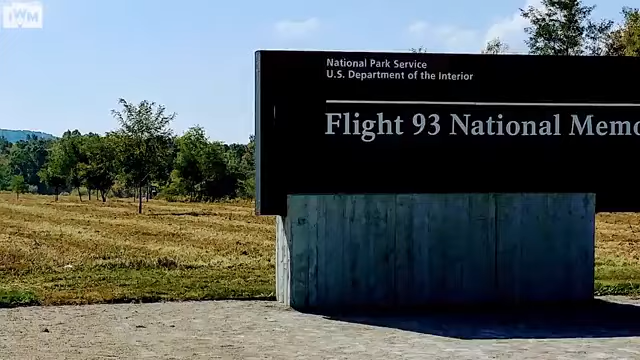 IWM
National Park Service
U.S. Department of the Interior
Flight 93 National Memo